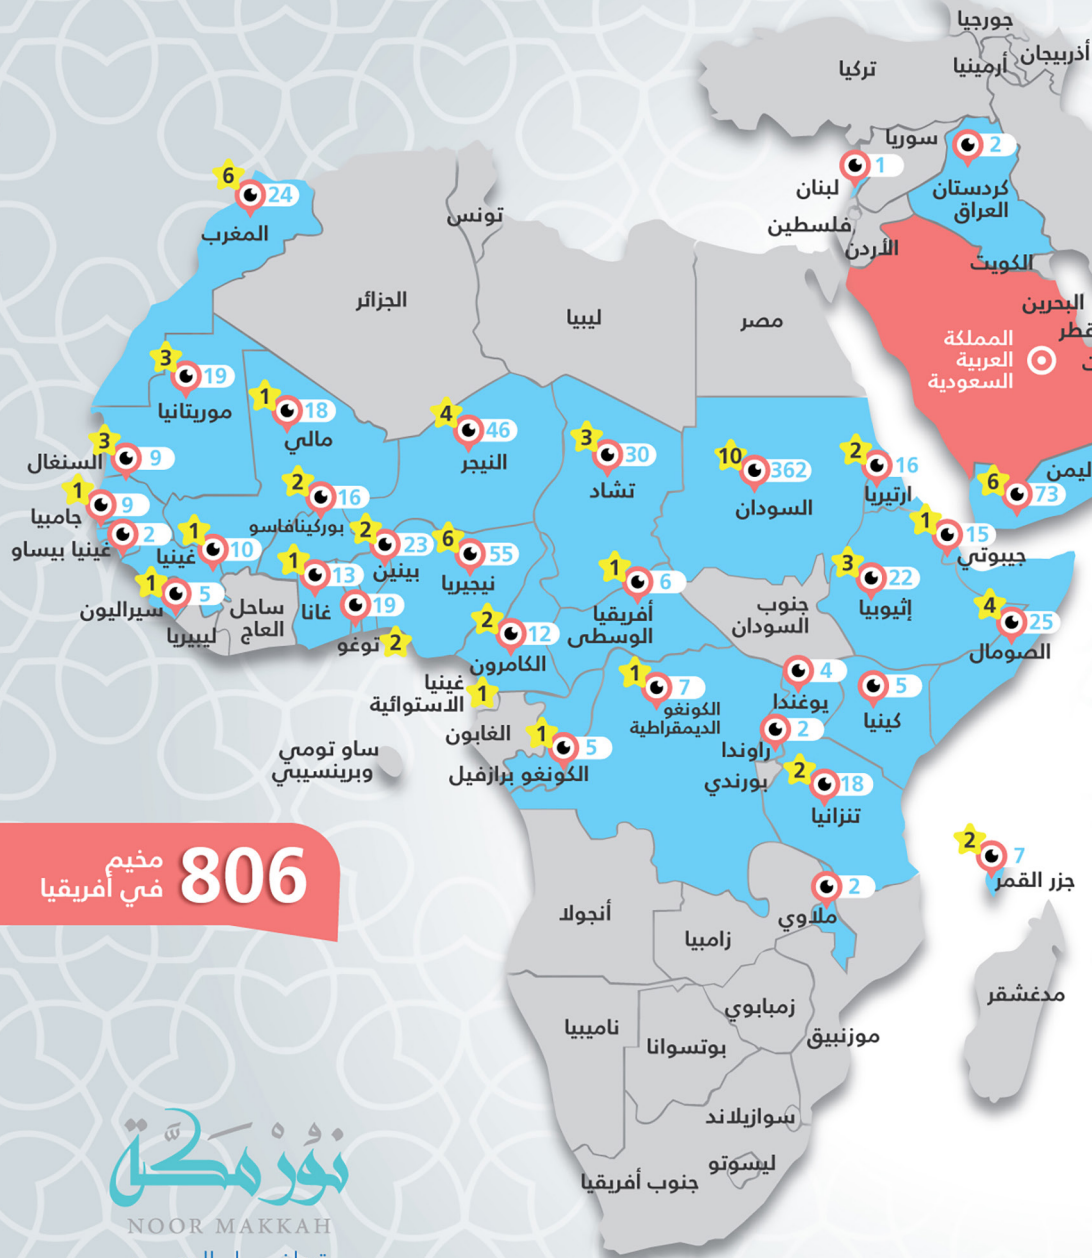 جورجيا
أذربيجان
أرمينيا
تركيا
سوريا
2
1
لبنان
كردستان
العراق
6
24
المغرب
تونس
فلسطين
الأردن
الكويت
الجزائر
ليبيا
مصر
البحرين
قطر
المملكة
العربية
السعودية
3
19
موريتانيا
1
18
مالي
4
46
النيجر
3
30
تشاد
10
362
السودان
2
16
ارتيريا
6
73
ليمن
3
9
السنغال
1
9
جامبيا
2
غينيا بيساو
2
16
بوركينافاسو
1
10
غينيا
2
23
بينين
6
55
نيجيريا
1
15
جيبوتي
1
5
سيراليون
ليبيريا
ساحل
العاج
1
13
غانا
19
توغو
2
1
6
أفريقيا
الوسطى
جنوب
السودان
3
22
إثيوبيا
4
25
الصومال
2
12
الكامرون
غينيا
الاستوائية
1
1
7
الكونغو
الديمقراطية
4
يوغندا
5
كينيا
الغابون
1
5
الكونغو برازفيل
2
راوندا
بورندي
ساو تومي
وبرينسيبي
2
18
تنزانيا
2
7
جزر القمر
806
مخيم
في أفريقيا
2
ملاوي
أنجولا
زامبيا
مدغشقر
زمبابوي
ناميبيا
بوتسوانا
موزنبيق
سوازيلاند
ليسوتو
جنوب أفريقيا
نور مكة
NOOR MAKKAH